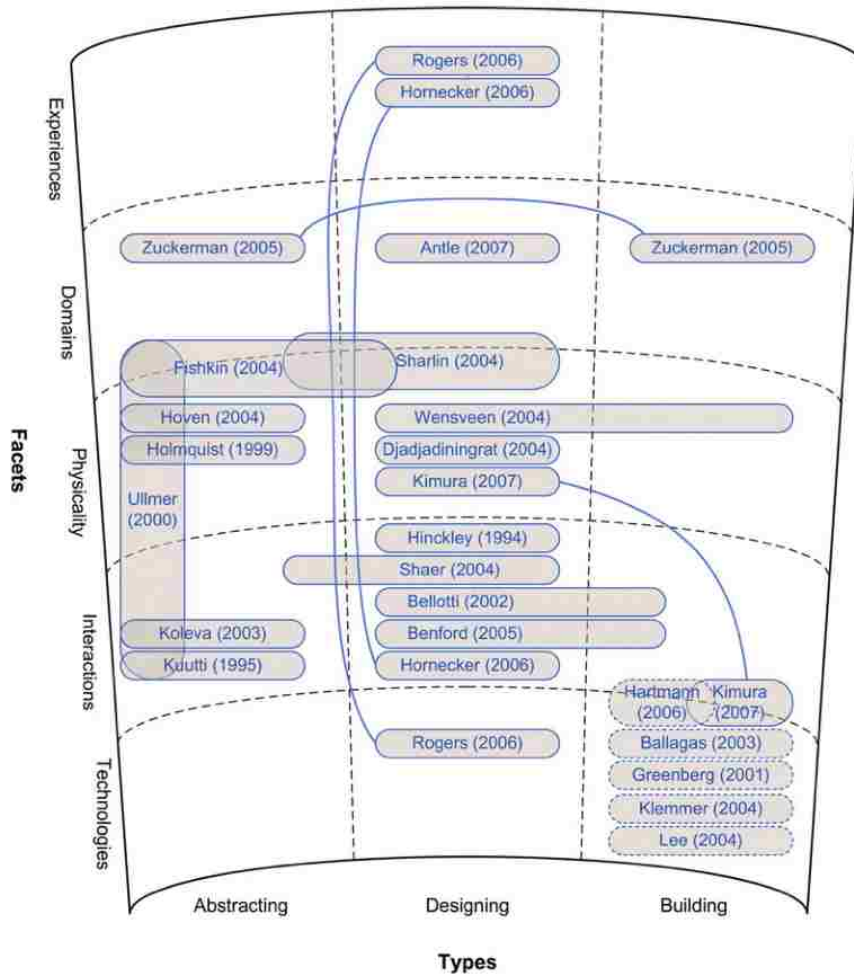 Experiences
Rogers (2006)
Hornecker (2006)
Domains
Zuckerman (2005)
Antle (2007)
Zuckerman (2005)
Fishkin (2004)
Sharlin (2004)
Facets
Physicality
Hoven (2004)
Wensveen (2004)
Holmquist (1999)
Djadjadiningrat (2004)
Kimura (2007)
Ullmer
(2000)
Interactions
Hinckley (1994)
Shaer (2004)
Bellotti (2002)
Koleva (2003)
Benford (2005)
Kuutti (1995)
Hornecker (2006)
Hartmann
(2006)
Kimura
(2007)
Technologies
Rogers (2006)
Ballagas (2003)
Greenberg (2001)
Klemmer (2004)
Lee (2004)
Abstracting
Designing
Building
Types